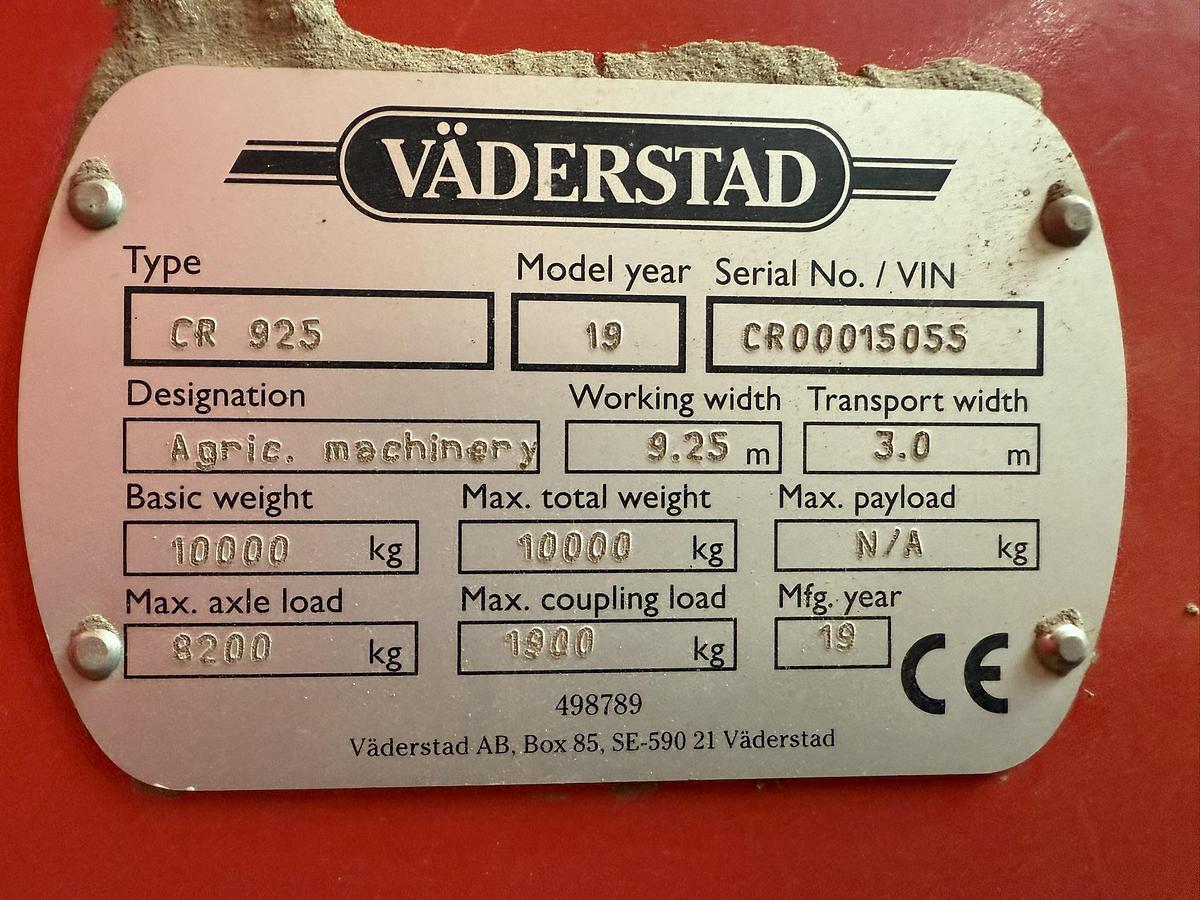 VÄDERSTAD
Type Model year Serial No. / VIN
CR 925 19 CR00015055
Designation Working width Transport width
Agric. machinery 9.25 m 3.0 m
Basic weight Max. total weight Max. payload
10000 kg 10000 kg N/A kg
Max. axle load Max. coupling load Mfg. year
8200 kg 1900 kg 19
CE
498789
Väderstad AB, Box 85, SE-590 21 Väderstad